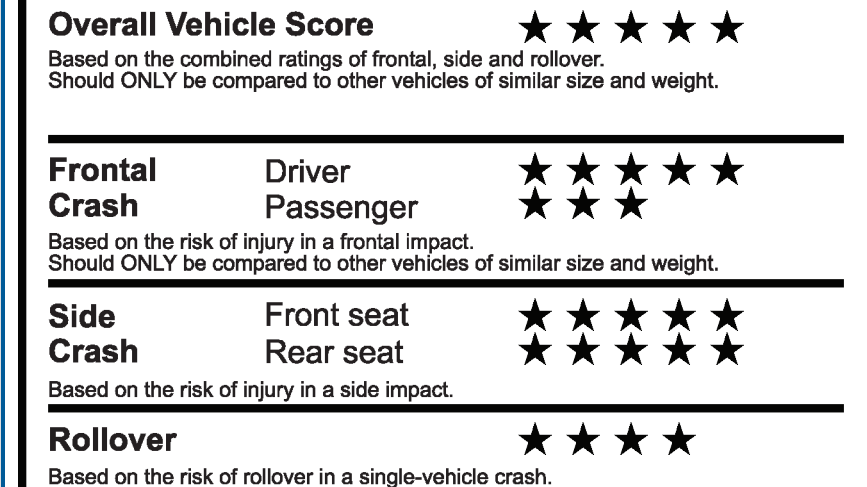 Overall Vehicle Score ★ ★ ★ ★ ★
Based on the combined ratings of frontal, side and rollover.
Should ONLY be compared to other vehicles of similar size and weight.
Frontal Driver ★ ★ ★ ★ ★
Crash Passenger ★ ★ ★
Based on the risk of injury in a frontal impact.
Should ONLY be compared to other vehicles of similar size and weight.
Side Front seat ★ ★ ★ ★ ★
Crash Rear seat ★ ★ ★ ★ ★
Based on the risk of injury in a side impact.
Rollover ★ ★ ★ ★
Based on the risk of rollover in a single-vehicle crash.